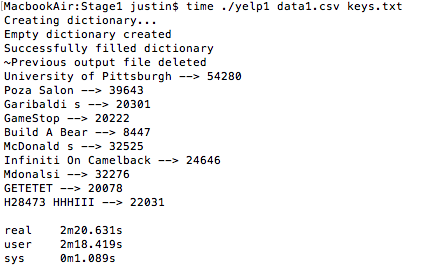 [MacbookAir:Stage1 justin$ time ./yelp1 data1.csv keys.txt
Creating dictionary...
Empty dictionary created
Successfully filled dictionary
~Previous output file deleted
University of Pittsburgh --> 54280
Poza Salon --> 39643
Garibaldi s --> 20301
GameStop --> 20222
Build A Bear --> 8447
McDonald s --> 32525
Infiniti On Camelback --> 24646
Mdonalsi --> 32276
GETETET --> 20078
H28473 HHHIII --> 22031
real 2m20.631s
user 2m18.419s
sys 0m1.089s